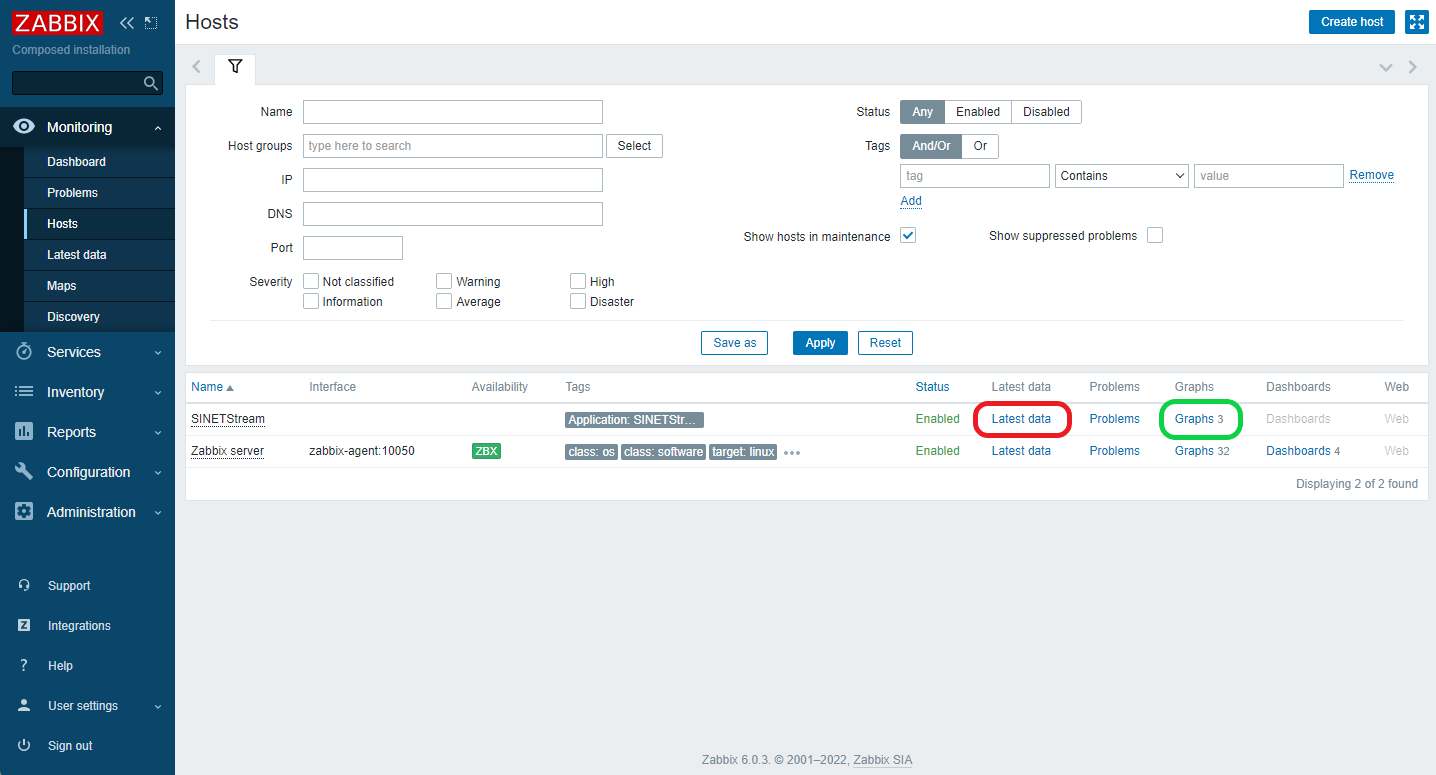 ZABBIX
Composed installation
Monitoring
Dashboard
Problems
Hosts
Latest data
Maps
Discovery
Services
Inventory
Reports
Configuration
Administration
Support
Integrations
? Help
User settings
Sign out
Hosts
Create host
Name
Host groups type here to search Select
IP
DNS
Port
Severity Not classified Warning High
Information Average Disaster
Status Any Enabled Disabled
Tags And/Or Or
tag Contains value Remove
Add
Show hosts in maintenance Show suppressed problems
Save as Apply Reset
Name Interface Availability Tags Status Latest data Problems Graphs Dashboards Web
SINETStream Application: SINETStr... Enabled Latest data Problems Graphs 3 Dashboards Web
Zabbix server zabbix-agent:10050 ZBX class: os class: software target: linux Enabled Latest data Problems Graphs 32 Dashboards 4 Web
Displaying 2 of 2 found
Zabbix 6.0.3. © 2001–2022, Zabbix SIA